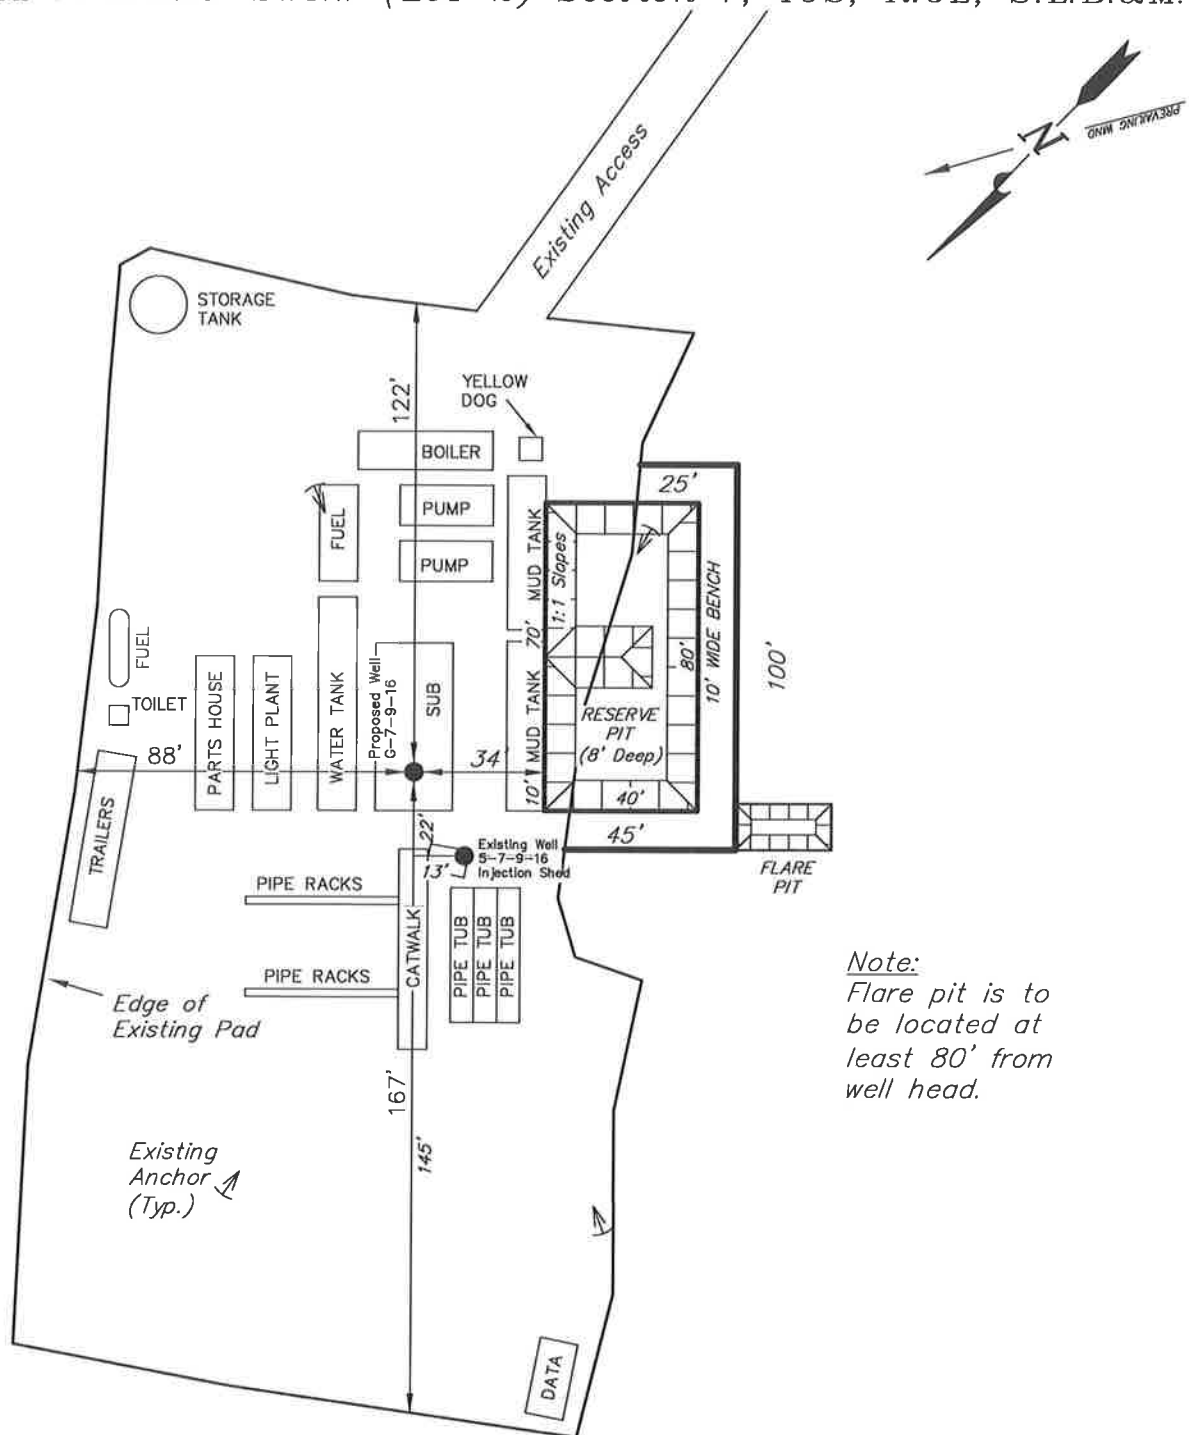 Section 7, T9S, R16E, S.L.B.&M.
PREVAILING WIND
N
Existing Access
STORAGE
TANK
122'
YELLOW
DOG
BOILER
25'
PUMP
FUEL
MUD TANK
1:1 Slopes
PUMP
10' WIDE BENCH
70'
80'
100'
FUEL
Proposed Well
G-7-9-16
SUB
TOILET
PARTS HOUSE
LIGHT PLANT
WATER TANK
MUD TANK
RESERVE
PIT
(8' Deep)
88'
34'
10'
40'
TRAILERS
22'
45'
Existing Well
5-7-9-16
Injection Shed
13'
FLARE
PIT
PIPE RACKS
CATWALK
PIPE TUB
PIPE TUB
PIPE TUB
PIPE RACKS
Edge of
Existing Pad
Note:
Flare pit is to
be located at
least 80' from
well head.
167'
145'
Existing
Anchor
(Typ.)
DATA